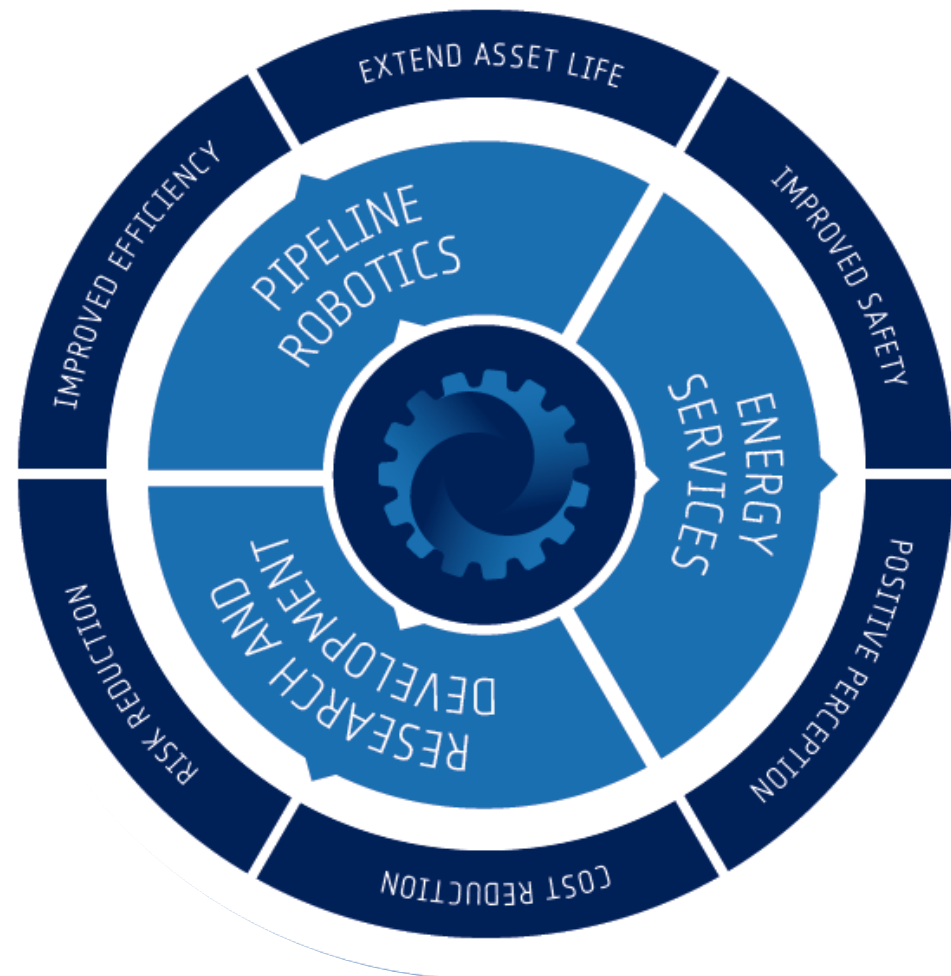 EXTEND ASSET LIFE
IMPROVED SAFETY
POSITIVE PERCEPTION
COST REDUCTION
RISK REDUCTION
IMPROVED EFFICIENCY
PIPELINE
ROBOTICS
ENERGY
SERVICES
RESEARCH AND
DEVELOPMENT